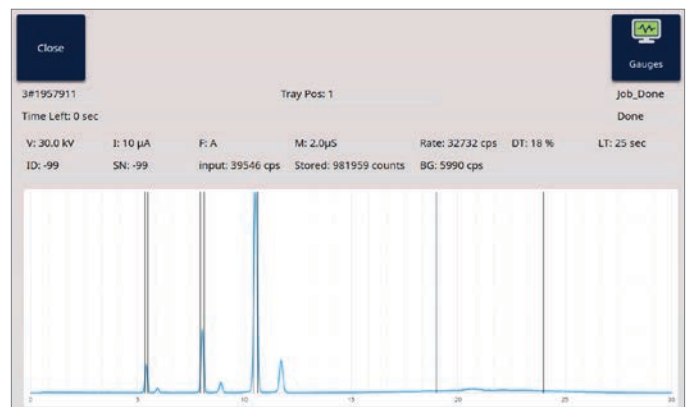 Close
Gauges
3#1957911 Tray Pos: 1 Job_Done
Time Left: 0 sec Done
V: 30.0 kV I: 10 µA F: A M: 2.0µS Rate: 32732 cps DT: 18 % LT: 25 sec
ID: -99 SN: -99 input: 39546 cps Stored: 981959 counts BG: 5990 cps
0 5 10 15 20 25 30